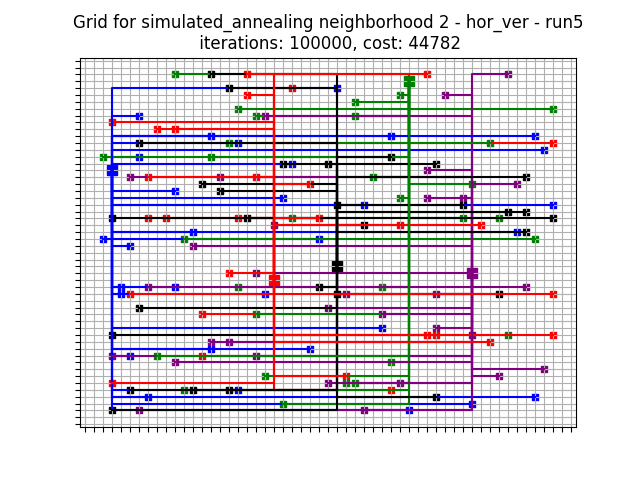 Grid for simulated_annealing neighborhood 2 - hor_ver - run5
iterations: 100000, cost: 44782